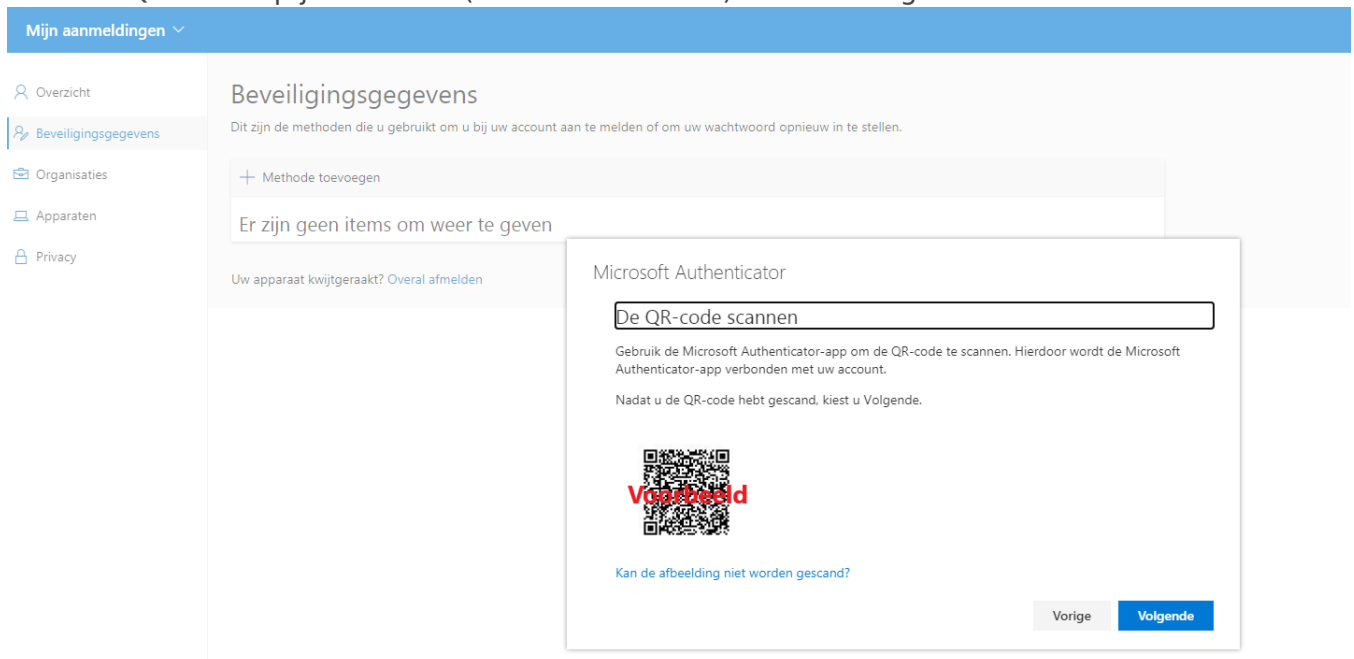 Mijn aanmeldingen
Overzicht
Beveiligingsgegevens
Organisaties
Apparaten
Privacy
Beveiligingsgegevens
Dit zijn de methoden die u gebruikt om u bij uw account aan te melden of om uw wachtwoord opnieuw in te stellen.
+ Methode toevoegen
Er zijn geen items om weer te geven
Uw apparaat kwijtgeraakt? Overal afmelden
Microsoft Authenticator
De QR-code scannen
Gebruik de Microsoft Authenticator-app om de QR-code te scannen. Hierdoor wordt de Microsoft
Authenticator-app verbonden met uw account.
Nadat u de QR-code hebt gescand, kiest u Volgende.
Voorbeeld
Kan de afbeelding niet worden gescand?
Vorige
Volgende